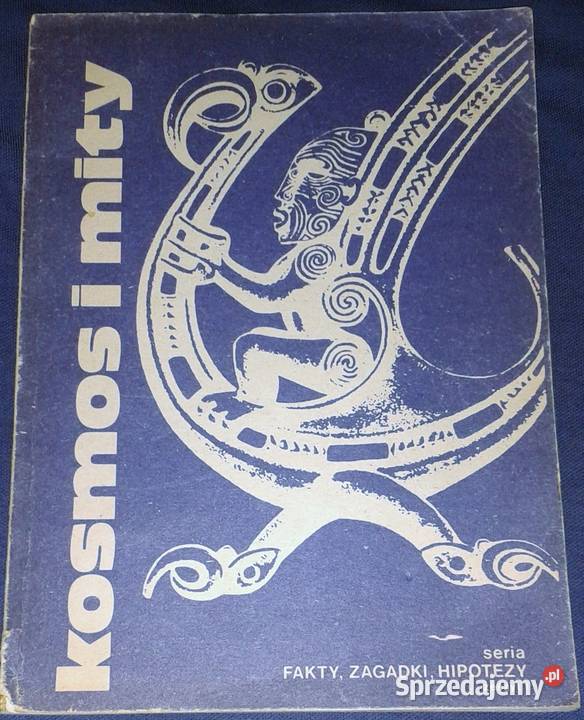 kosmos i mity
seria
FAKTY, ZAGADKI, HIPOTEZY
Sprzedajemy.pl